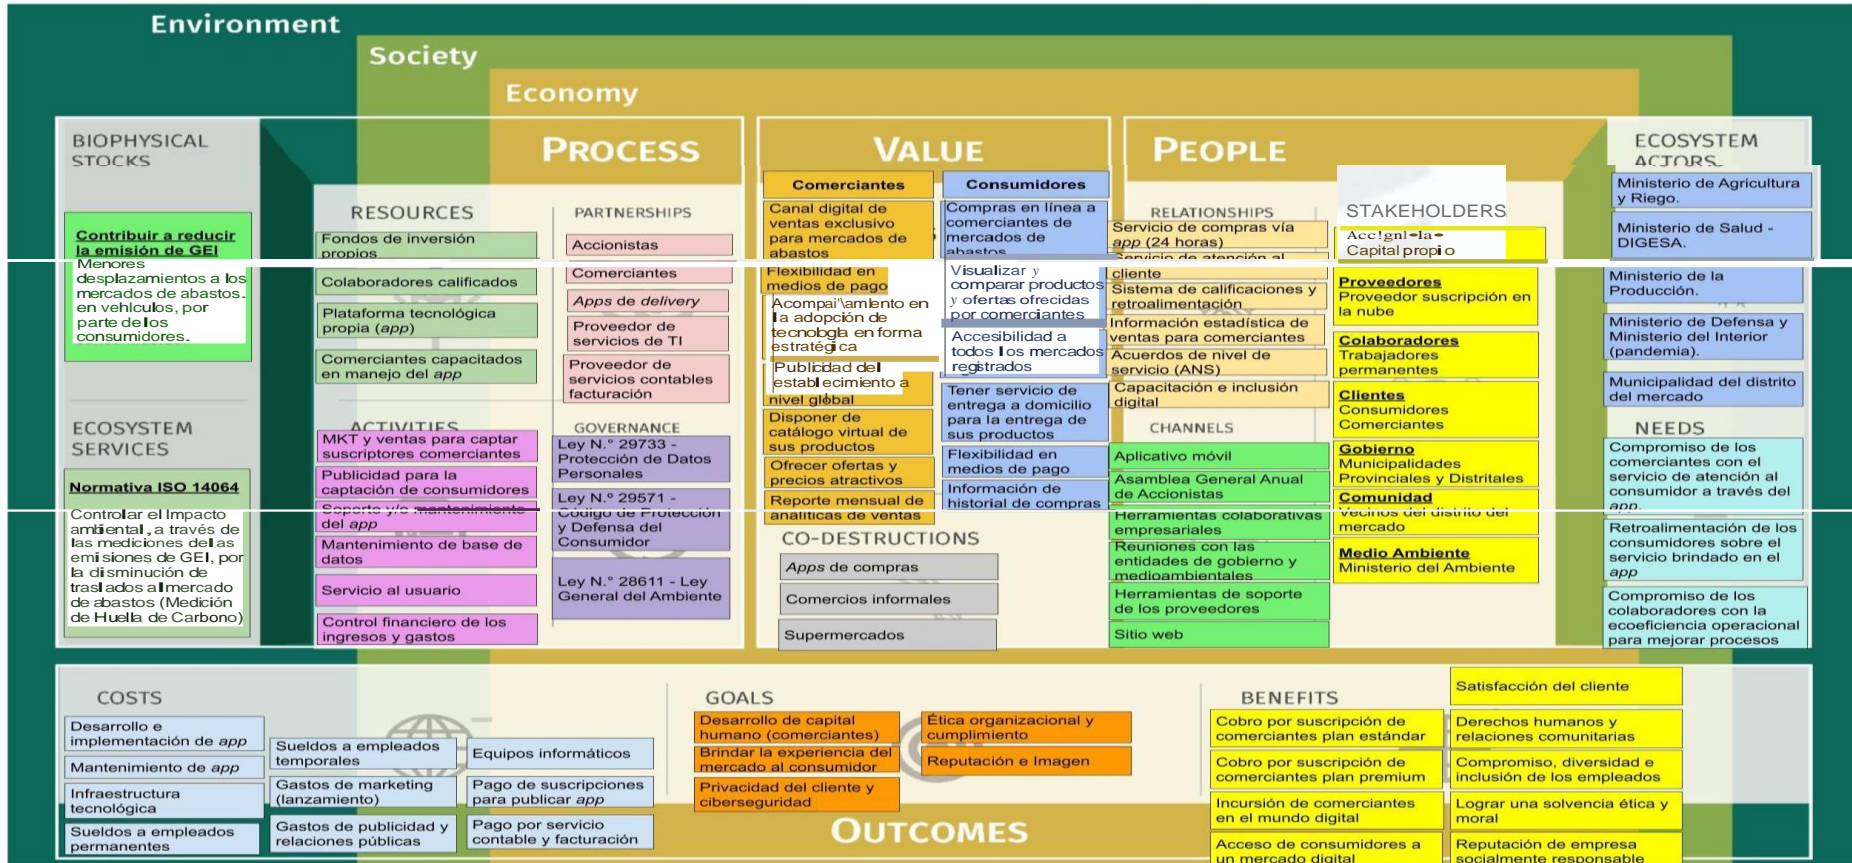 Environment
Society
Economy
BIOPHYSICAL
STOCKS
Contribuir a reducir
la emisión de GEI
Menores
desplazamientos a los
mercados de abastos.
en vehículos, por
parte de los
consumidores.
ECOSYSTEM
SERVICES
Normativa ISO 14064
Controlar el Impacto
ambiental, a través de
las mediciones de las
emisiones de GEI, por
la disminución de
traslados al mercado
de abastos (Medición
de Huella de Carbono)
PROCESS
RESOURCES
Fondos de inversión
propios
Colaboradores calificados
Plataforma tecnológica
propia (app)
Comerciantes capacitados
en manejo del app
PARTNERSHIPS
Accionistas
Comerciantes
Apps de delivery
Proveedor de
servicios de TI
Proveedor de
servicios contables
facturación
ACTIVITIES
MKT y ventas para captar
suscriptores comerciantes
Publicidad para la
captación de consumidores
Soporte y/o mantenimiento
del app
Mantenimiento de base de
datos
Servicio al usuario
Control financiero de los
ingresos y gastos
GOVERNANCE
Ley N.° 29733 -
Protección de Datos
Personales
Ley N.° 29571 -
Código de Protección
y Defensa del
Consumidor
Ley N.° 28611 - Ley
General del Ambiente
VALUE
Comerciantes
Canal digital de
ventas exclusivo
para mercados de
abastos
Flexibilidad en
medios de pago
Acompai'\amlento en
la adopción de
tecnologla en forma
estratégica
Publicidad del
establecimiento a
nivel global
Disponer de
catálogo virtual de
sus productos
Ofrecer ofertas y
precios atractivos
Reporte mensual de
analíticas de ventas
Consumidores
Compras en línea a
comerciantes de
mercados de
abastos
Visualizar y
comparar productos
y ofertas ofrecidas
por comerciantes
Accesibilidad a
todos los mercados
registrados
Tener servicio de
entrega a domicilio
para la entrega de
sus productos
Flexibilidad en
medios de pago
Información de
historial de compras
CO-DESTRUCTIONS
Apps de compras
Comercios informales
Supermercados
PEOPLE
RELATIONSHIPS
Servicio de compras vía
app (24 horas)
Servicio de atención al
cliente
Sistema de calificaciones y
retroalimentación
Información estadística de
ventas para comerciantes
Acuerdos de nivel de
servicio (ANS)
Capacitación e inclusión
digital
CHANNELS
Aplicativo móvil
Asamblea General Anual
de Accionistas
Herramientas colaborativas
empresariales
Reuniones con las
entidades de gobierno y
medioambientales
Herramientas de soporte
de los proveedores
Sitio web
STAKEHOLDERS
Capital propio
Proveedores
Proveedor suscripción en
la nube
Colaboradores
Trabajadores
permanentes
Clientes
Consumidores
Comerciantes
Gobierno
Municipalidades
Provinciales y Distritales
Comunidad
Vecinos del distrito del
mercado
Medio Ambiente
Ministerio del Ambiente
ECOSYSTEM
ACTORS
Ministerio de Agricultura
y Riego.
Ministerio de Salud -
DIGESA.
Ministerio de la
Producción.
Ministerio de Defensa y
Ministerio del Interior
(pandemia).
Municipalidad del distrito
del mercado
NEEDS
Compromiso de los
comerciantes con el
servicio de atención al
consumidor a través del
app.
Retroalimentación de los
consumidores sobre el
servicio brindado en el
app
Compromiso de los
colaboradores con la
ecoeficiencia operacional
para mejorar procesos
COSTS
Desarrollo e
implementación de app
Mantenimiento de app
Infraestructura
tecnológica
Sueldos a empleados
permanentes
Sueldos a empleados
temporales
Gastos de marketing
(lanzamiento)
Gastos de publicidad y
relaciones públicas
Equipos informáticos
Pago de suscripciones
para publicar app
Pago por servicio
contable y facturación
GOALS
Desarrollo de capital
humano (comerciantes)
Brindar la experiencia del
mercado al consumidor
Privacidad del cliente y
ciberseguridad
Ética organizacional y
cumplimiento
Reputación e Imagen
OUTCOMES
BENEFITS
Cobro por suscripción de
comerciantes plan estándar
Cobro por suscripción de
comerciantes plan premium
Incursión de comerciantes
en el mundo digital
Acceso de consumidores a
un mercado digital
Satisfacción del cliente
Derechos humanos y
relaciones comunitarias
Compromiso, diversidad e
inclusión de los empleados
Lograr una solvencia ética y
moral
Reputación de empresa
socialmente responsable